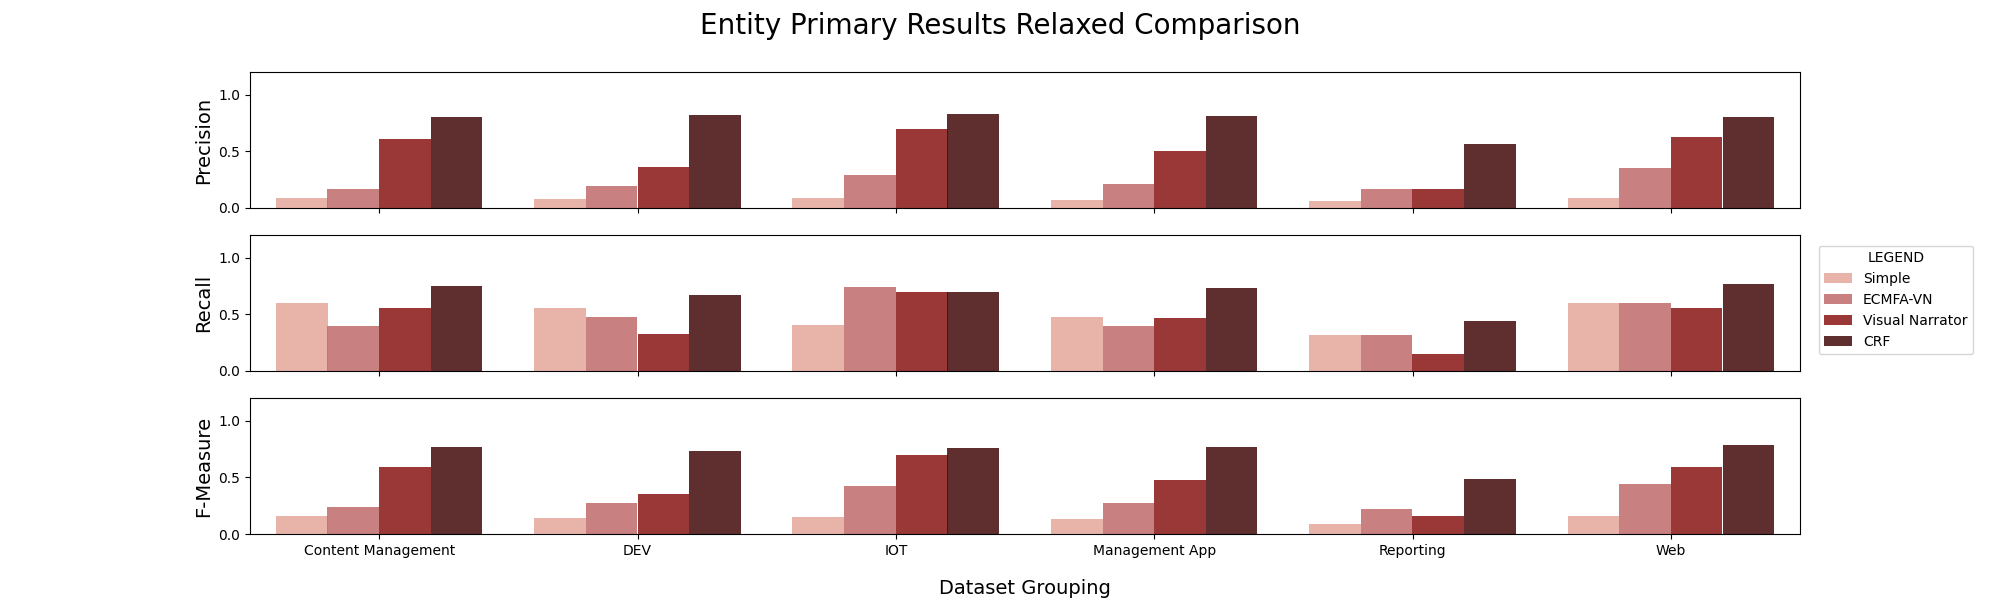 Entity Primary Results Relaxed Comparison
Precision
1.0
0.5
0.0
Recall
1.0
0.5
0.0
LEGEND
Simple
ECMFA-VN
Visual Narrator
CRF
F-Measure
1.0
0.5
0.0
Content Management DEV IOT Management App Reporting Web
Dataset Grouping